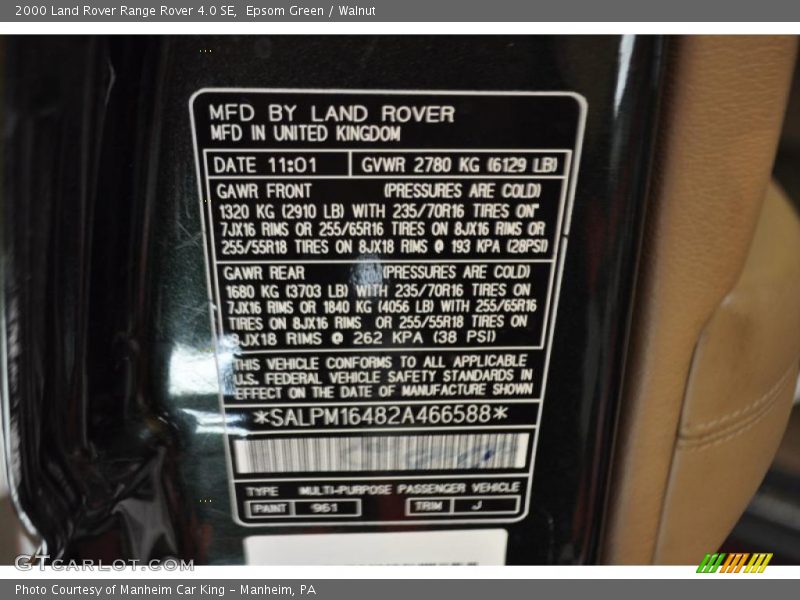 2000 Land Rover Range Rover 4.0 SE,  Epsom Green / Walnut
MFD BY LAND ROVER
MFD IN UNITED KINGDOM
DATE 11:01 GVWR 2780 KG (6129 LB)
GAWR FRONT (PRESSURES ARE COLD)
1320 KG (2910 LB) WITH 235/70R16 TIRES ON
7JX16 RIMS OR 255/65R16 TIRES ON 8JX16 RIMS OR
255/55R18 TIRES ON 8JX18 RIMS @ 193 KPA (28PSI)
GAWR REAR (PRESSURES ARE COLD)
1680 KG (3703 LB) WITH 235/70R16 TIRES ON
7JX16 RIMS OR 1840 KG (4056 LB) WITH 255/65R16
TIRES ON 8JX16 RIMS OR 255/55R18 TIRES ON
8JX18 RIMS @ 262 KPA (38 PSI)
THIS VEHICLE CONFORMS TO ALL APPLICABLE
U.S. FEDERAL VEHICLE SAFETY STANDARDS IN
EFFECT ON THE DATE OF MANUFACTURE SHOWN
*SALPM16482A466588*
TYPE MULTI-PURPOSE PASSENGER VEHICLE
PAINT 961 TRIM J
GTCARLOT.COM
Photo Courtesy of Manheim Car King - Manheim, PA